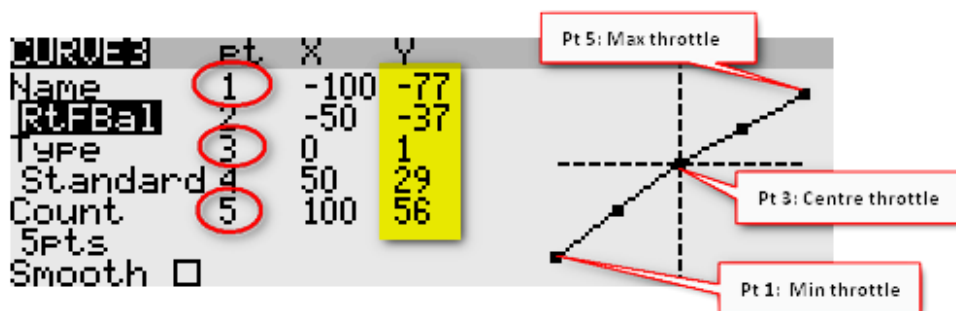 CURVE3 pt X Y
Name 1 -100 -77
RtFBal 2 -50 -37
Type 3 0 1
Standard 4 50 29
Count 5 100 56
5pts
Smooth
Pt 5: Max throttle
Pt 3: Centre throttle
Pt 1: Min throttle